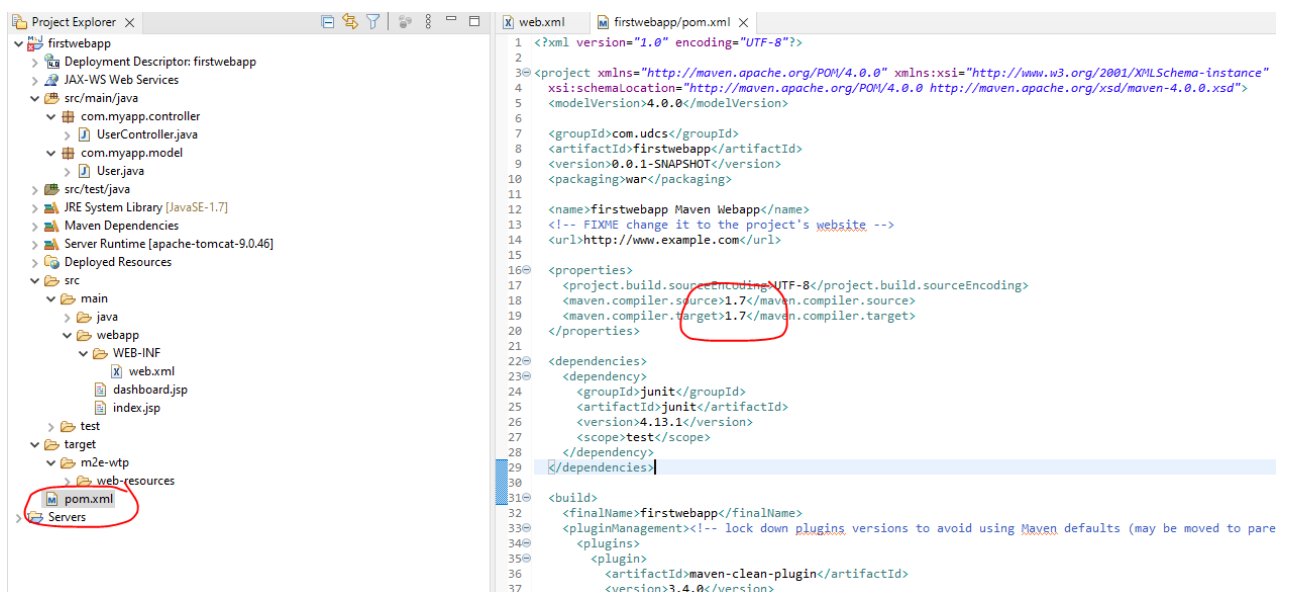 Project Explorer
firstwebapp
Deployment Descriptor: firstwebapp
JAX-WS Web Services
src/main/java
com.myapp.controller
UserController.java
com.myapp.model
User.java
src/test/java
JRE System Library [JavaSE-1.7]
Maven Dependencies
Server Runtime [apache-tomcat-9.0.46]
Deployed Resources
src
main
java
webapp
WEB-INF
web.xml
dashboard.jsp
index.jsp
test
target
m2e-wtp
web-resources
pom.xml
Servers
web.xml firstwebapp/pom.xml
1 <?xml version="1.0" encoding="UTF-8"?>
2
3 <project xmlns="http://maven.apache.org/POM/4.0.0" xmlns:xsi="http://www.w3.org/2001/XMLSchema-instance"
4 xsi:schemaLocation="http://maven.apache.org/POM/4.0.0 http://maven.apache.org/xsd/maven-4.0.0.xsd">
5 <modelVersion>4.0.0</modelVersion>
6
7 <groupId>com.udcs</groupId>
8 <artifactId>firstwebapp</artifactId>
9 <version>0.0.1-SNAPSHOT</version>
10 <packaging>war</packaging>
11
12 <name>firstwebapp Maven Webapp</name>
13 <!-- FIXME change it to the project's website -->
14 <url>http://www.example.com</url>
15
16 <properties>
17 <project.build.sourceEncoding>UTF-8</project.build.sourceEncoding>
18 <maven.compiler.source>1.7</maven.compiler.source>
19 <maven.compiler.target>1.7</maven.compiler.target>
20 </properties>
21
22 <dependencies>
23 <dependency>
24 <groupId>junit</groupId>
25 <artifactId>junit</artifactId>
26 <version>4.13.1</version>
27 <scope>test</scope>
28 </dependency>
29 </dependencies>
30
31 <build>
32 <finalName>firstwebapp</finalName>
33 <pluginManagement><!-- lock down plugins versions to avoid using Maven defaults (may be moved to pare
34 <plugins>
35 <plugin>
36 <artifactId>maven-clean-plugin</artifactId>
37 <version>3.4.0</version>